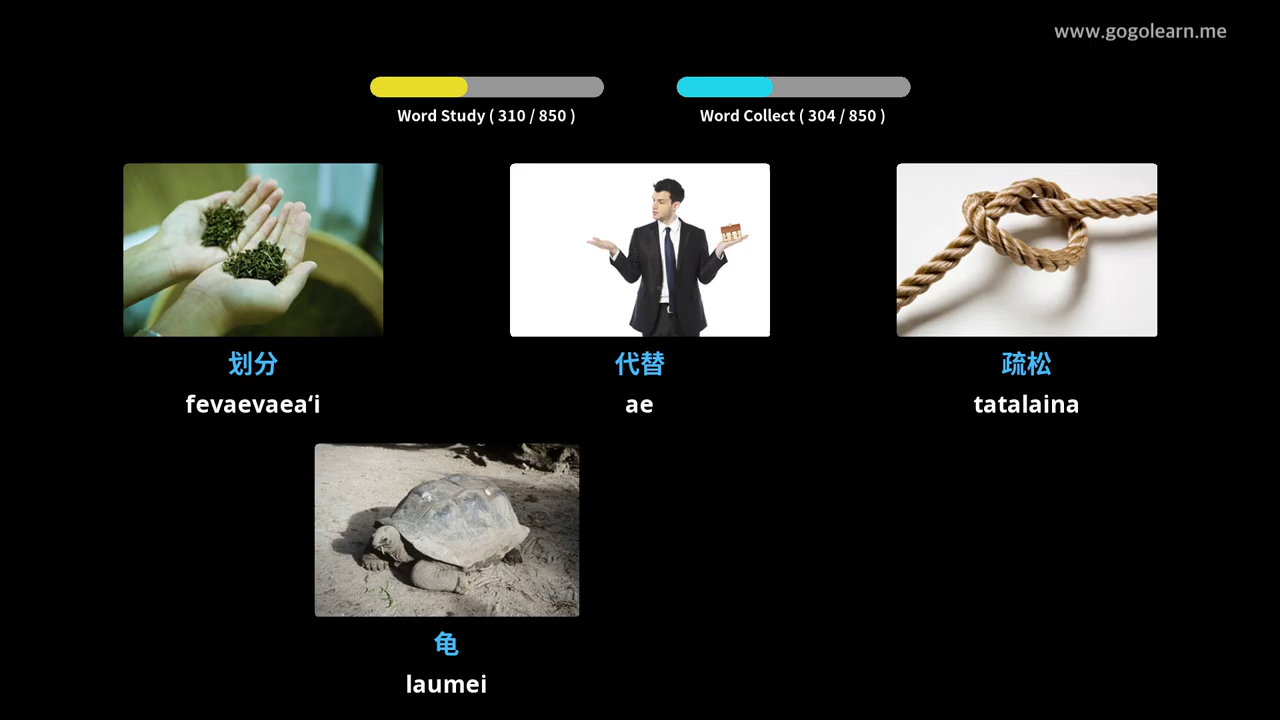 www.gogolearn.me
Word Study ( 310 / 850 )
Word Collect ( 304 / 850 )
划分
fevaevaeaʻi
代替
ae
疏松
tatalaina
龟
laumei